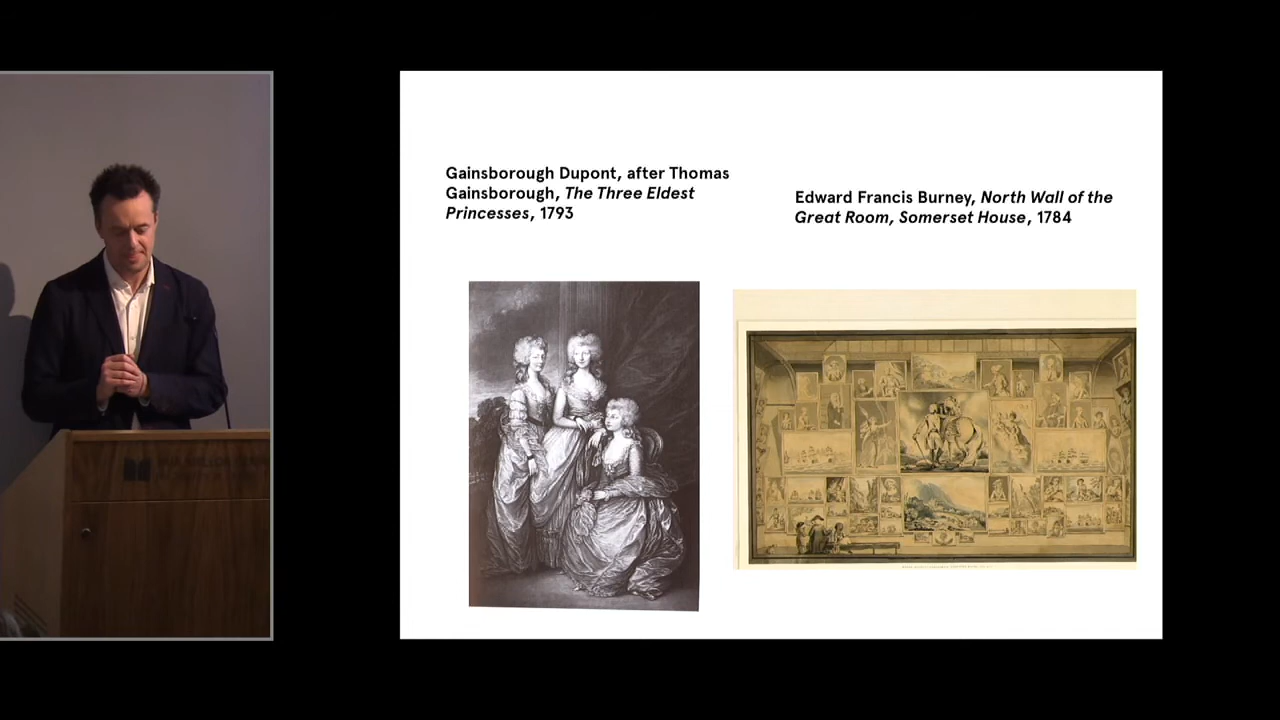 Gainsborough Dupont, after Thomas
Gainsborough, The Three Eldest
Princesses, 1793
Edward Francis Burney, North Wall of the
Great Room, Somerset House, 1784